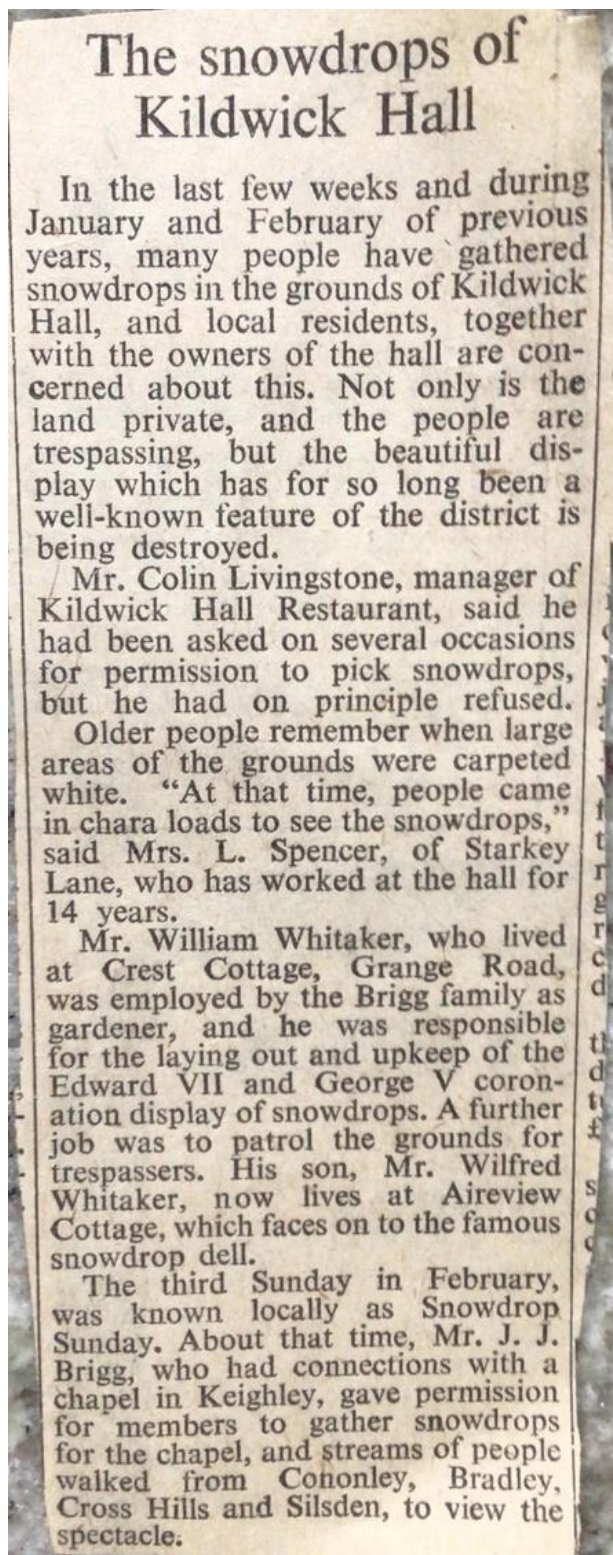 The snowdrops of
Kildwick Hall
In the last few weeks and during
January and February of previous
years, many people have gathered
snowdrops in the grounds of Kildwick
Hall, and local residents, together
with the owners of the hall are con-
cerned about this. Not only is the
land private, and the people are
trespassing, but the beautiful dis-
play which has for so long been a
well-known feature of the district is
being destroyed.
Mr. Colin Livingstone, manager of
Kildwick Hall Restaurant, said he
had been asked on several occasions
for permission to pick snowdrops,
but he had on principle refused.
Older people remember when large
areas of the grounds were carpeted
white. “At that time, people came
in chara loads to see the snowdrops,”
said Mrs. L. Spencer, of Starkey
Lane, who has worked at the hall for
14 years.
Mr. William Whitaker, who lived
at Crest Cottage, Grange Road,
was employed by the Brigg family as
gardener, and he was responsible
for the laying out and upkeep of the
Edward VII and George V coron-
ation display of snowdrops. A further
job was to patrol the grounds for
trespassers. His son, Mr. Wilfred
Whitaker, now lives at Aireview
Cottage, which faces on to the famous
snowdrop dell.
The third Sunday in February,
was known locally as Snowdrop
Sunday. About that time, Mr. J. J.
Brigg, who had connections with a
chapel in Keighley, gave permission
for members to gather snowdrops
for the chapel, and streams of people
walked from Cononley, Bradley,
Cross Hills and Silsden, to view the
spectacle.